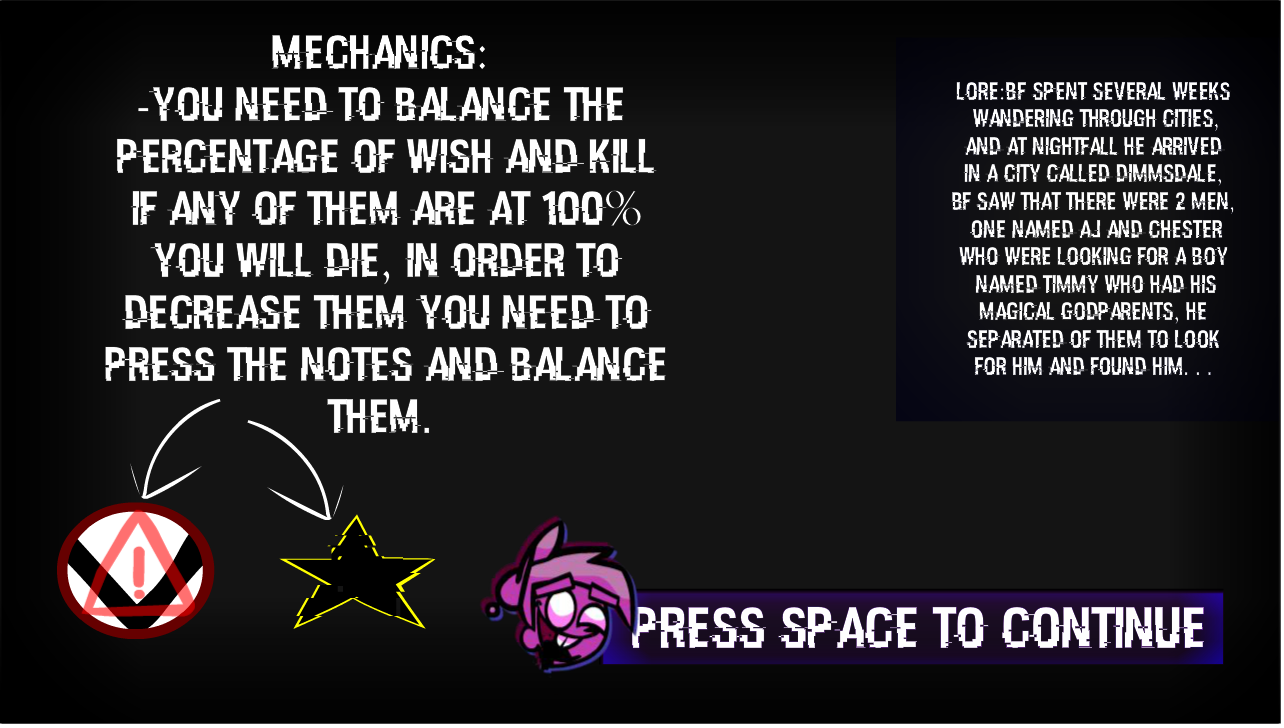 MECHANICS:
-YOU NEED TO BALANCE THE
PERCENTAGE OF WISH AND KILL
IF ANY OF THEM ARE AT 100%
YOU WILL DIE, IN ORDER TO
DECREASE THEM YOU NEED TO
PRESS THE NOTES AND BALANCE
THEM.
LORE:BF SPENT SEVERAL WEEKS
WANDERING THROUGH CITIES,
AND AT NIGHTFALL HE ARRIVED
IN A CITY CALLED DIMMSDALE,
BF SAW THAT THERE WERE 2 MEN,
ONE NAMED AJ AND CHESTER
WHO WERE LOOKING FOR A BOY
NAMED TIMMY WHO HAD HIS
MAGICAL GODPARENTS, HE
SEPARATED OF THEM TO LOOK
FOR HIM AND FOUND HIM. . .
!
PRESS SPACE TO CONTINUE